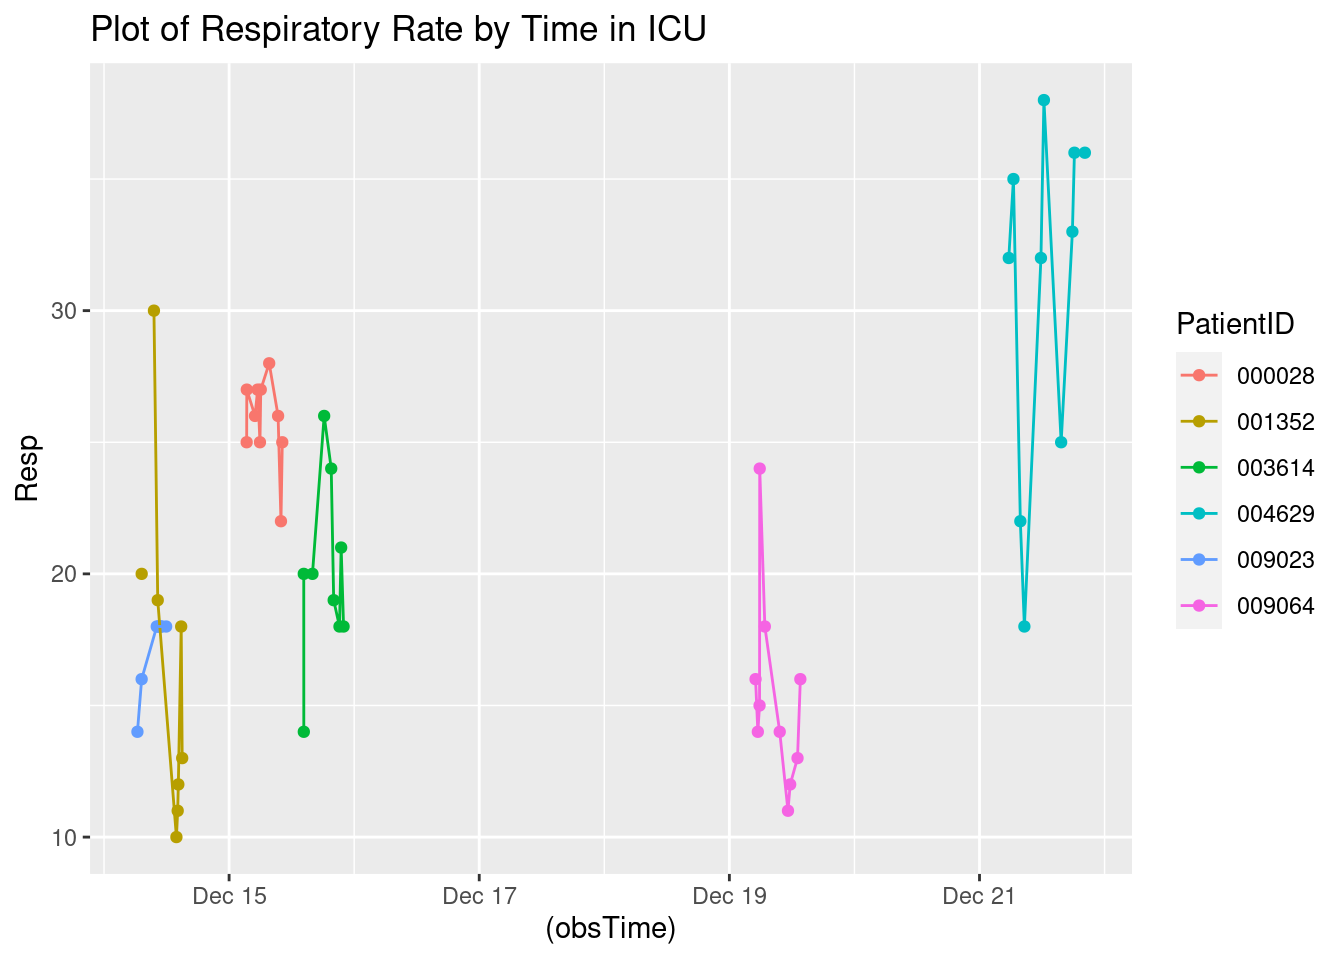 Plot of Respiratory Rate by Time in ICU
Resp
30
20
10
Dec 15
Dec 17
Dec 19
Dec 21
(obsTime)
PatientID
000028
001352
003614
004629
009023
009064